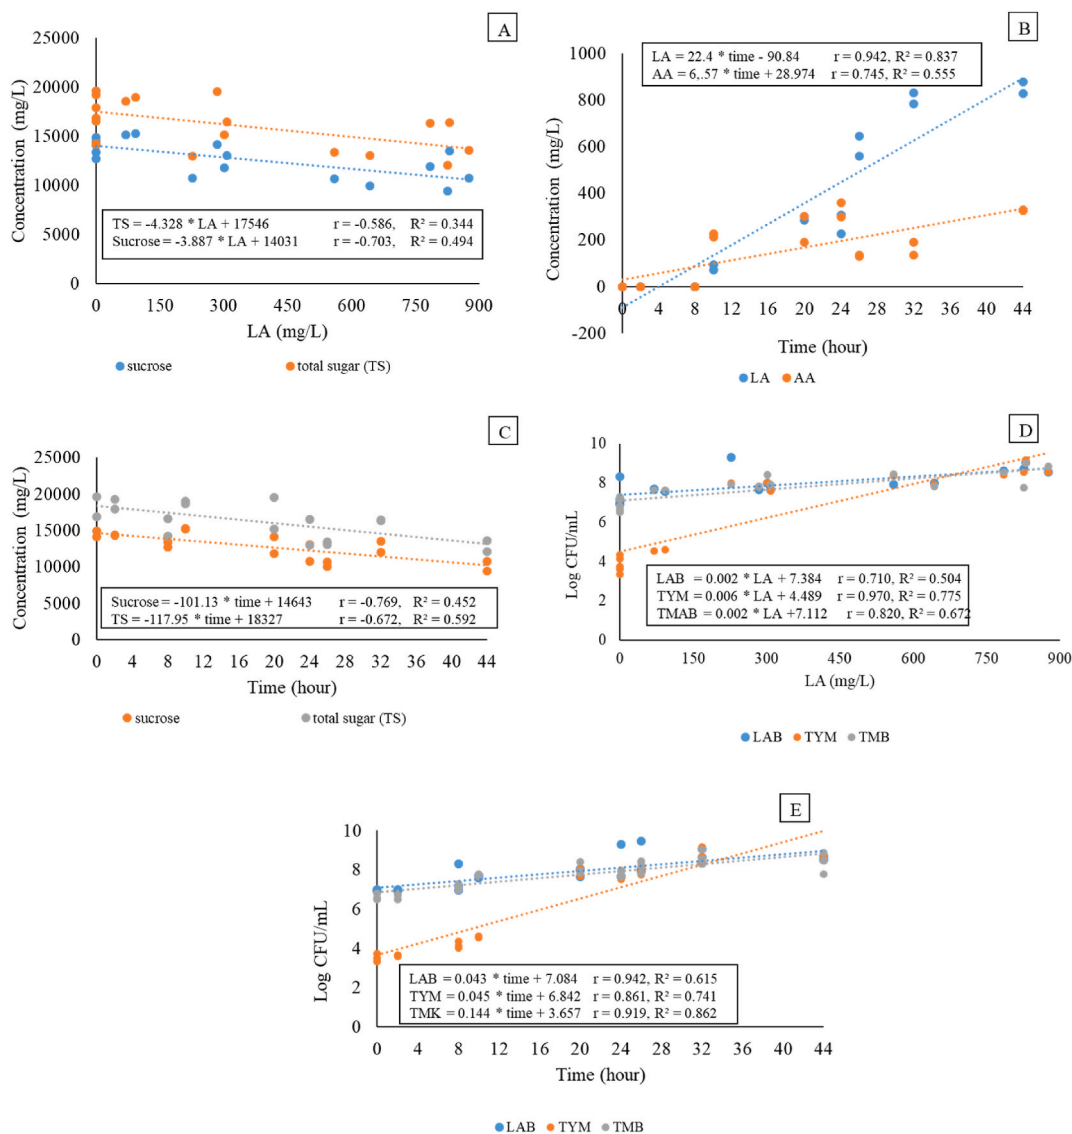 A
25000
20000
15000
10000
5000
0
Concentration (mg/L)
TS = -4.328 * LA + 17546 r = -0.586, R² = 0.344
Sucrose = -3.887 * LA + 14031 r = -0.703, R² = 0.494
0 150 300 450 600 750 900
LA (mg/L)
sucrose total sugar (TS)
B
1000
800
600
400
200
0
-200
Concentration (mg/L)
LA = 22.4 * time - 90.84 r = 0.942, R² = 0.837
AA = 6,.57 * time + 28.974 r = 0.745, R² = 0.555
0 4 8 12 16 20 24 28 32 36 40 44
Time (hour)
LA AA
C
25000
20000
15000
10000
5000
0
Concentration (mg/L)
Sucrose = -101.13 * time + 14643 r = -0.769, R² = 0.452
TS = -117.95 * time + 18327 r = -0.672, R² = 0.592
0 4 8 12 16 20 24 28 32 36 40 44
Time (hour)
sucrose total sugar (TS)
D
10
8
6
4
2
0
Log CFU/mL
LAB = 0.002 * LA + 7.384 r = 0.710, R² = 0.504
TYM = 0.006 * LA + 4.489 r = 0.970, R² = 0.775
TMAB = 0.002 * LA +7.112 r = 0.820, R² = 0.672
0 150 300 450 600 750 900
LA (mg/L)
LAB TYM TMB
E
10
8
6
4
2
0
Log CFU/mL
LAB = 0.043 * time + 7.084 r = 0.942, R² = 0.615
TYM = 0.045 * time + 6.842 r = 0.861, R² = 0.741
TMK = 0.144 * time + 3.657 r = 0.919, R² = 0.862
0 4 8 12 16 20 24 28 32 36 40 44
Time (hour)
LAB TYM TMB